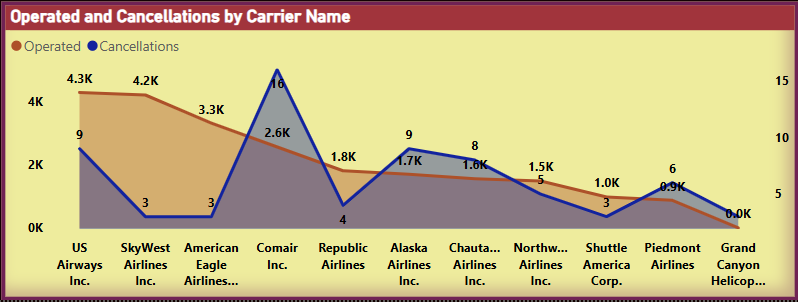 Operated and Cancellations by Carrier Name
Operated Cancellations
4K
2K
0K
15
10
5
4.3K
4.2K
3.3K
2.6K
1.8K
1.7K
1.6K
1.5K
1.0K
0.9K
0.0K
9
3
3
16
4
9
8
5
3
6
US
Airways
Inc.
SkyWest
Airlines
Inc.
American
Eagle
Airlines...
Comair
Inc.
Republic
Airlines
Alaska
Airlines
Inc.
Chauta...
Airlines
Inc.
Northw...
Airlines
Inc.
Shuttle
America
Corp.
Piedmont
Airlines
Grand
Canyon
Helicop...